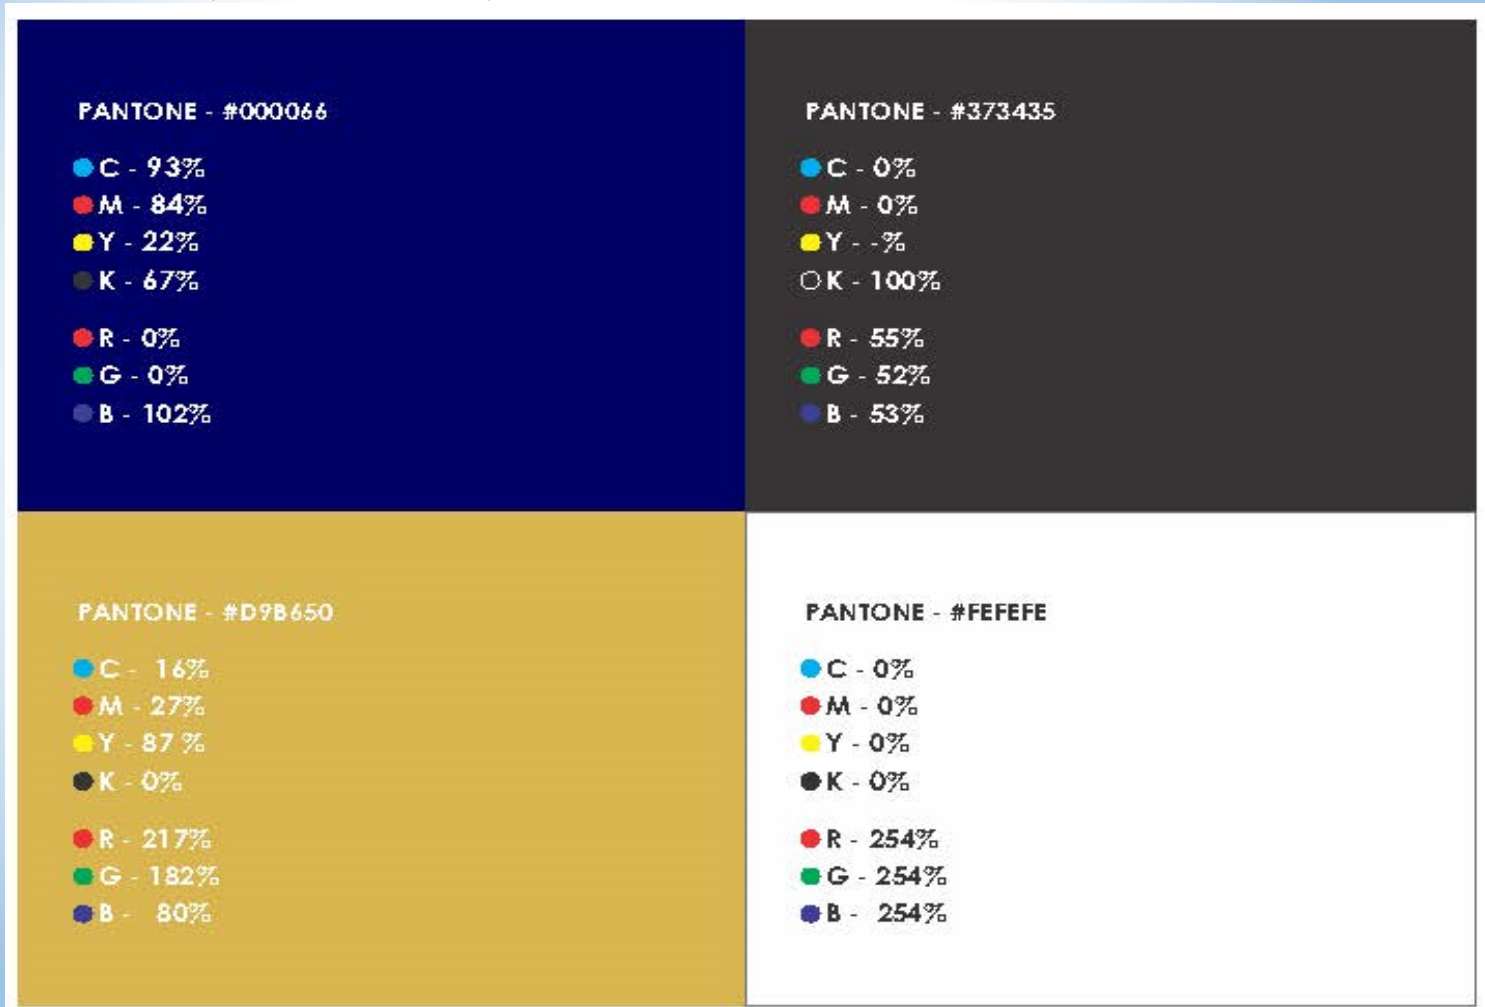 PANTONE - #000066
C - 93%
M - 84%
Y - 22%
K - 67%
R - 0%
G - 0%
B - 102%
PANTONE - #373435
C - 0%
M - 0%
Y - -%
K - 100%
R - 55%
G - 52%
B - 53%
PANTONE - #D9B650
C - 16%
M - 27%
Y - 87 %
K - 0%
R - 217%
G - 182%
B - 80%
PANTONE - #FEFEFE
C - 0%
M - 0%
Y - 0%
K - 0%
R - 254%
G - 254%
B - 254%